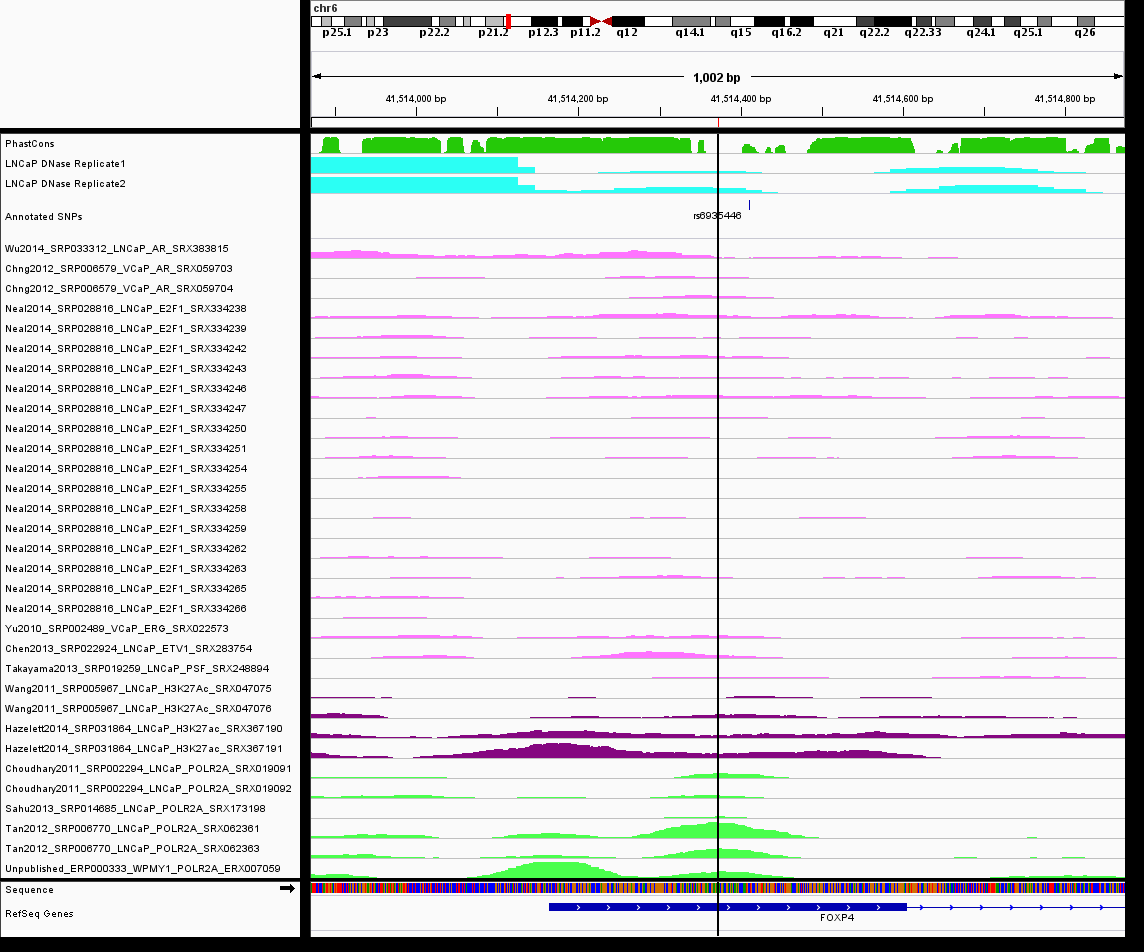 chr6
p25.1 p23 p22.2 p21.2 p12.3 p11.2 q12 q14.1 q15 q16.2 q21 q22.2 q22.33 q24.1 q25.1 q26
1,002 bp
41,514,000 bp 41,514,200 bp 41,514,400 bp 41,514,600 bp 41,514,800 bp
PhastCons
LNCaP DNase Replicate1
LNCaP DNase Replicate2
Annotated SNPs
rs6935446
Wu2014_SRP033312_LNCaP_AR_SRX383815
Chng2012_SRP006579_VCaP_AR_SRX059703
Chng2012_SRP006579_VCaP_AR_SRX059704
Neal2014_SRP028816_LNCaP_E2F1_SRX334238
Neal2014_SRP028816_LNCaP_E2F1_SRX334239
Neal2014_SRP028816_LNCaP_E2F1_SRX334242
Neal2014_SRP028816_LNCaP_E2F1_SRX334243
Neal2014_SRP028816_LNCaP_E2F1_SRX334246
Neal2014_SRP028816_LNCaP_E2F1_SRX334247
Neal2014_SRP028816_LNCaP_E2F1_SRX334250
Neal2014_SRP028816_LNCaP_E2F1_SRX334251
Neal2014_SRP028816_LNCaP_E2F1_SRX334254
Neal2014_SRP028816_LNCaP_E2F1_SRX334255
Neal2014_SRP028816_LNCaP_E2F1_SRX334258
Neal2014_SRP028816_LNCaP_E2F1_SRX334259
Neal2014_SRP028816_LNCaP_E2F1_SRX334262
Neal2014_SRP028816_LNCaP_E2F1_SRX334263
Neal2014_SRP028816_LNCaP_E2F1_SRX334265
Neal2014_SRP028816_LNCaP_E2F1_SRX334266
Yu2010_SRP002489_VCaP_ERG_SRX022573
Chen2013_SRP022924_LNCaP_ETV1_SRX283754
Takayama2013_SRP019259_LNCaP_PSF_SRX248894
Wang2011_SRP005967_LNCaP_H3K27Ac_SRX047075
Wang2011_SRP005967_LNCaP_H3K27Ac_SRX047076
Hazelett2014_SRP031864_LNCaP_H3K27ac_SRX367190
Hazelett2014_SRP031864_LNCaP_H3K27ac_SRX367191
Choudhary2011_SRP002294_LNCaP_POLR2A_SRX019091
Choudhary2011_SRP002294_LNCaP_POLR2A_SRX019092
Sahu2013_SRP014685_LNCaP_POLR2A_SRX173198
Tan2012_SRP006770_LNCaP_POLR2A_SRX062361
Tan2012_SRP006770_LNCaP_POLR2A_SRX062363
Unpublished_ERP000333_WPMY1_POLR2A_ERX007059
Sequence
RefSeq Genes
FOXP4